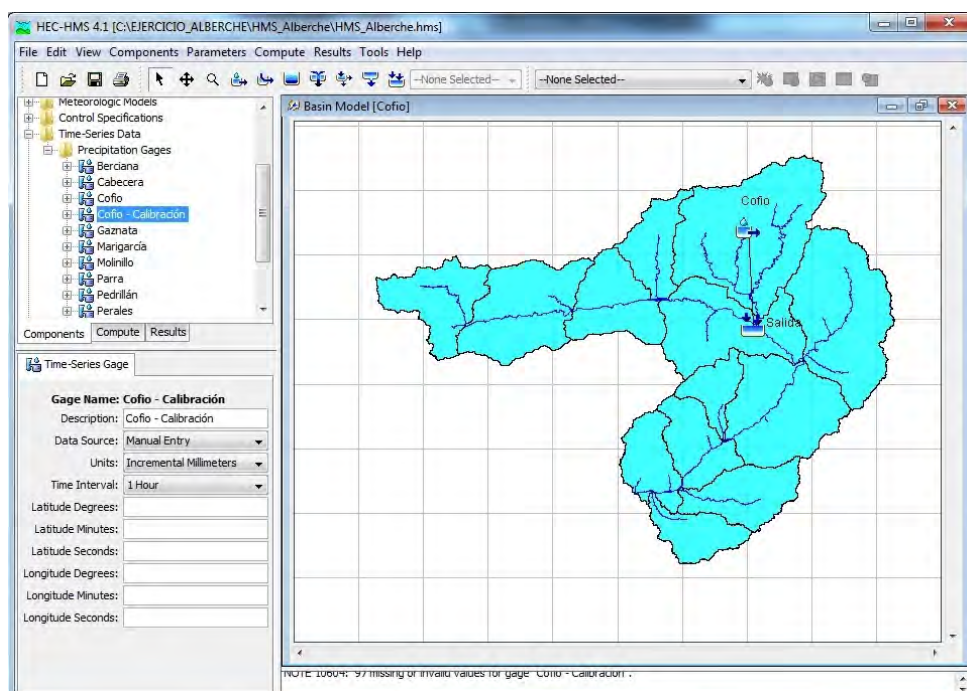 HEC-HMS 4.1 [C:\EJERCICIO_ALBERCHE\HMS_Alberche\HMS_Alberche.hms]
File Edit View Components Parameters Compute Results Tools Help
--None Selected-- --None Selected--
Meteorologic Models
Control Specifications
Time-Series Data
Precipitation Gages
Berciana
Cabecera
Cofio
Cofio - Calibración
Gaznata
Marigarcía
Molinillo
Parra
Pedrillán
Perales
Components Compute Results
Time-Series Gage
Gage Name: Cofio - Calibración
Description: Cofio - Calibración
Data Source: Manual Entry
Units: Incremental Millimeters
Time Interval: 1 Hour
Latitude Degrees:
Latitude Minutes:
Latitude Seconds:
Longitude Degrees:
Longitude Minutes:
Longitude Seconds:
Basin Model [Cofio]
Cofio
Salida
NOTE 10604: 97 missing or invalid values for gage "Cofio - Calibración".